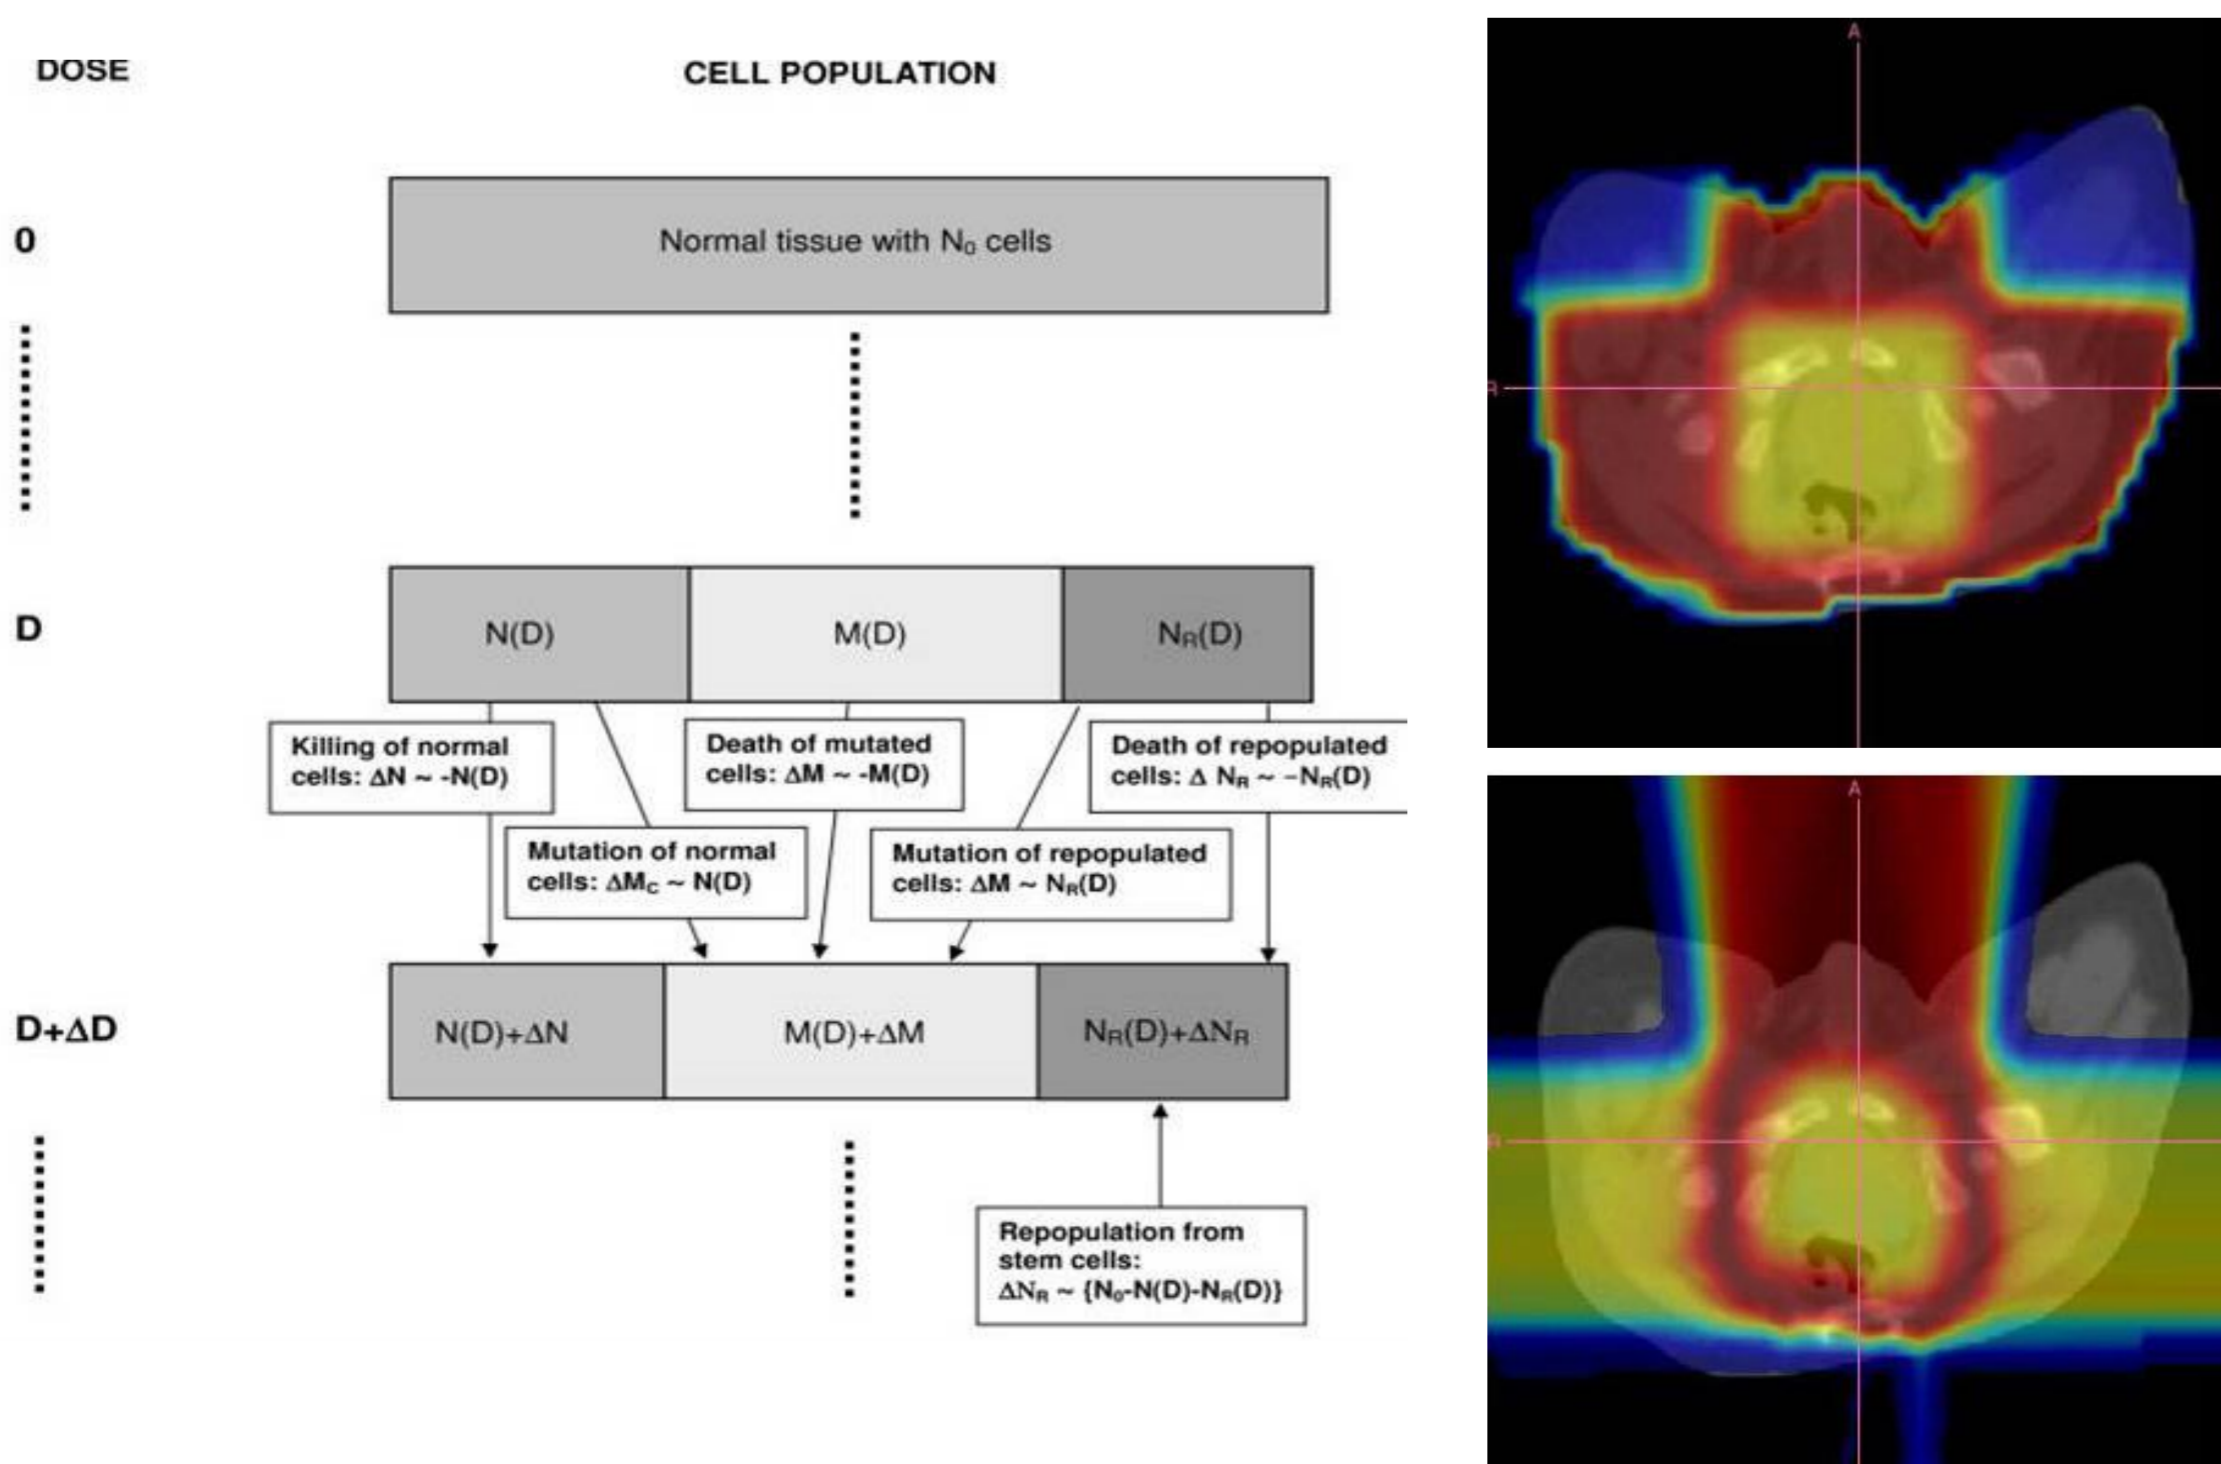 DOSE
CELL POPULATION
0
Normal tissue with N₀ cells
D
N(D)
M(D)
N_R(D)
Killing of normal
cells: ΔN ~ -N(D)
Death of mutated
cells: ΔM ~ -M(D)
Death of repopulated
cells: Δ N_R ~ –N_R(D)
Mutation of normal
cells: ΔM_C ~ N(D)
Mutation of repopulated
cells: ΔM ~ N_R(D)
D+ΔD
N(D)+ΔN
M(D)+ΔM
N_R(D)+ΔN_R
Repopulation from
stem cells:
ΔN_R ~ {N₀-N(D)-N_R(D)}
A
R
A
R